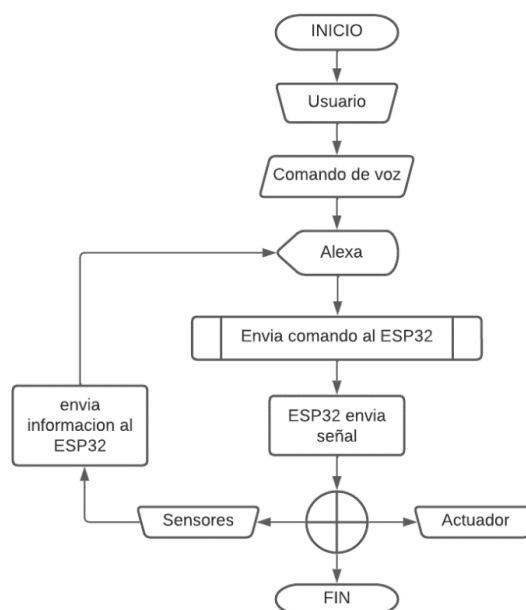 INICIO
Usuario
Comando de voz
Alexa
Envia comando al ESP32
envia
informacion al
ESP32
ESP32 envia
señal
Sensores
Actuador
FIN